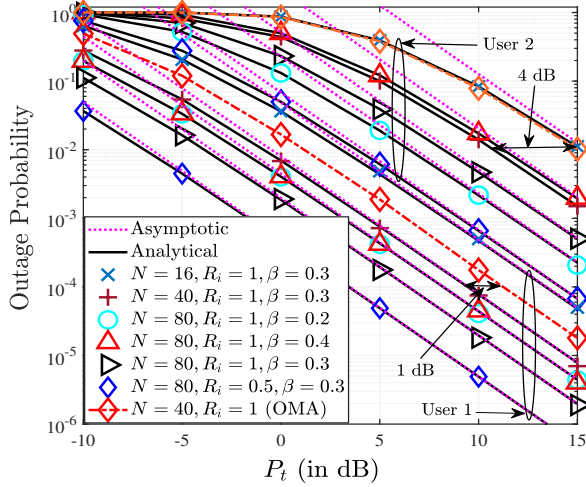 10^0
10^-1
10^-2
10^-3
10^-4
10^-5
10^-6
Outage Probability
User 2
4 dB
Asymptotic
Analytical
N = 16, R_i = 1, β = 0.3
N = 40, R_i = 1, β = 0.3
N = 80, R_i = 1, β = 0.2
N = 80, R_i = 1, β = 0.4
N = 80, R_i = 1, β = 0.3
N = 80, R_i = 0.5, β = 0.3
N = 40, R_i = 1 (OMA)
1 dB
User 1
-10 -5 0 5 10 15
P_t (in dB)